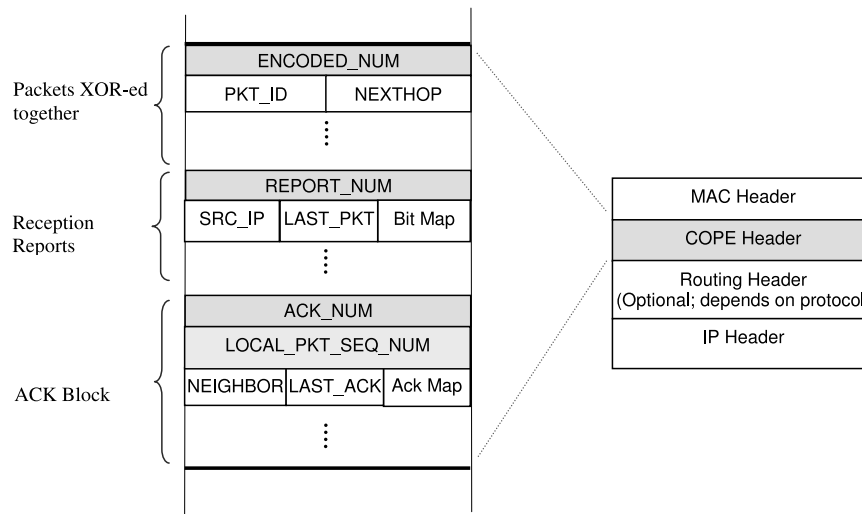 Packets XOR-ed
together
ENCODED_NUM
PKT_ID
NEXTHOP
Reception
Reports
REPORT_NUM
SRC_IP
LAST_PKT
Bit Map
ACK Block
ACK_NUM
LOCAL_PKT_SEQ_NUM
NEIGHBOR
LAST_ACK
Ack Map
MAC Header
COPE Header
Routing Header
(Optional; depends on protocol
IP Header